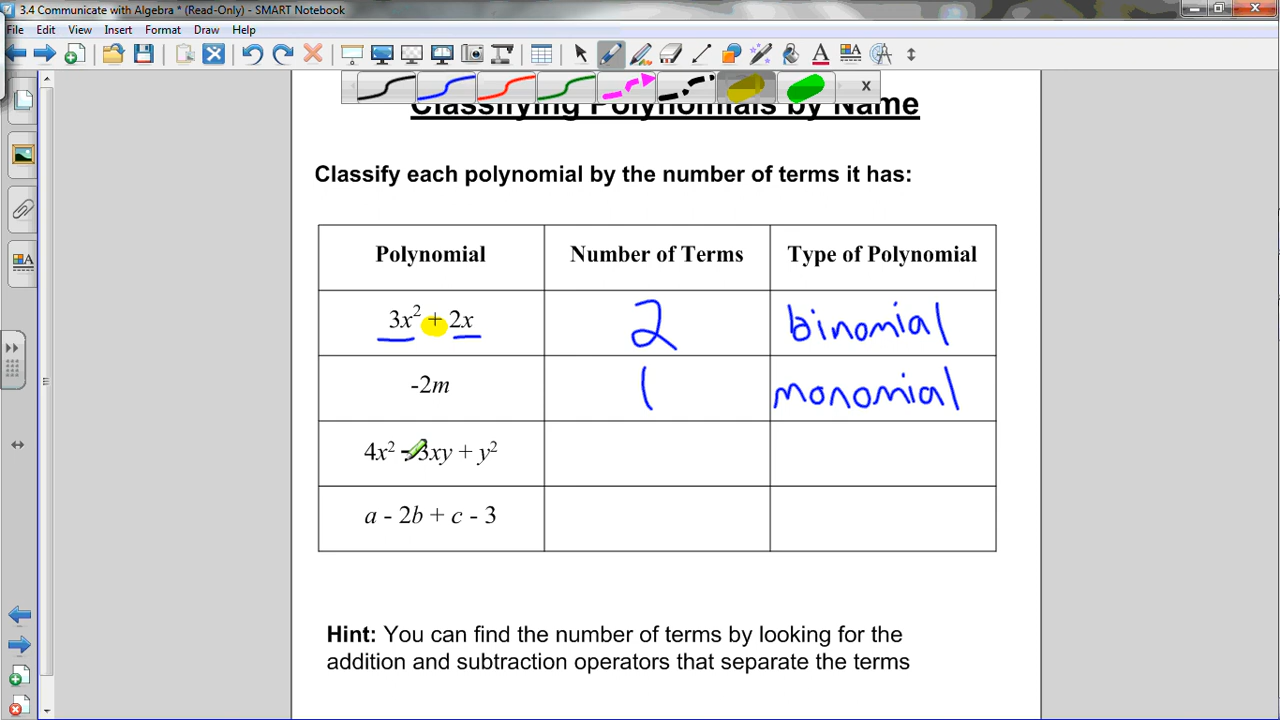 3.4 Communicate with Algebra * (Read-Only) - SMART Notebook
File Edit View Insert Format Draw Help
Classifying Polynomials by Name
Classify each polynomial by the number of terms it has:
Polynomial Number of Terms Type of Polynomial
3x² + 2x 2 binomial
-2m 1 monomial
4x² - 3xy + y²
a - 2b + c - 3
Hint: You can find the number of terms by looking for the
addition and subtraction operators that separate the terms